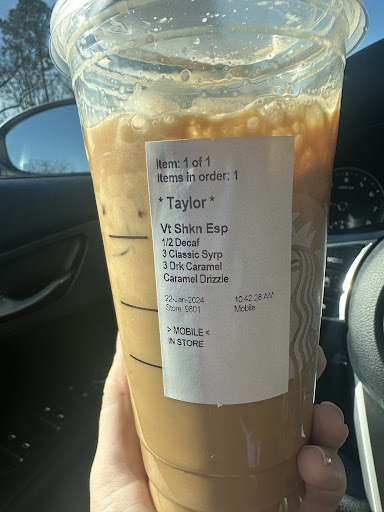 Item: 1 of 1
Items in order: 1
* Taylor *
Vt Shkn Esp
1/2 Decaf
3 Classic Syrp
3 Drk Caramel
Caramel Drizzle
22-Jan-2024 10:42:28 AM
Store: 9801 Mobile
> MOBILE <
IN STORE